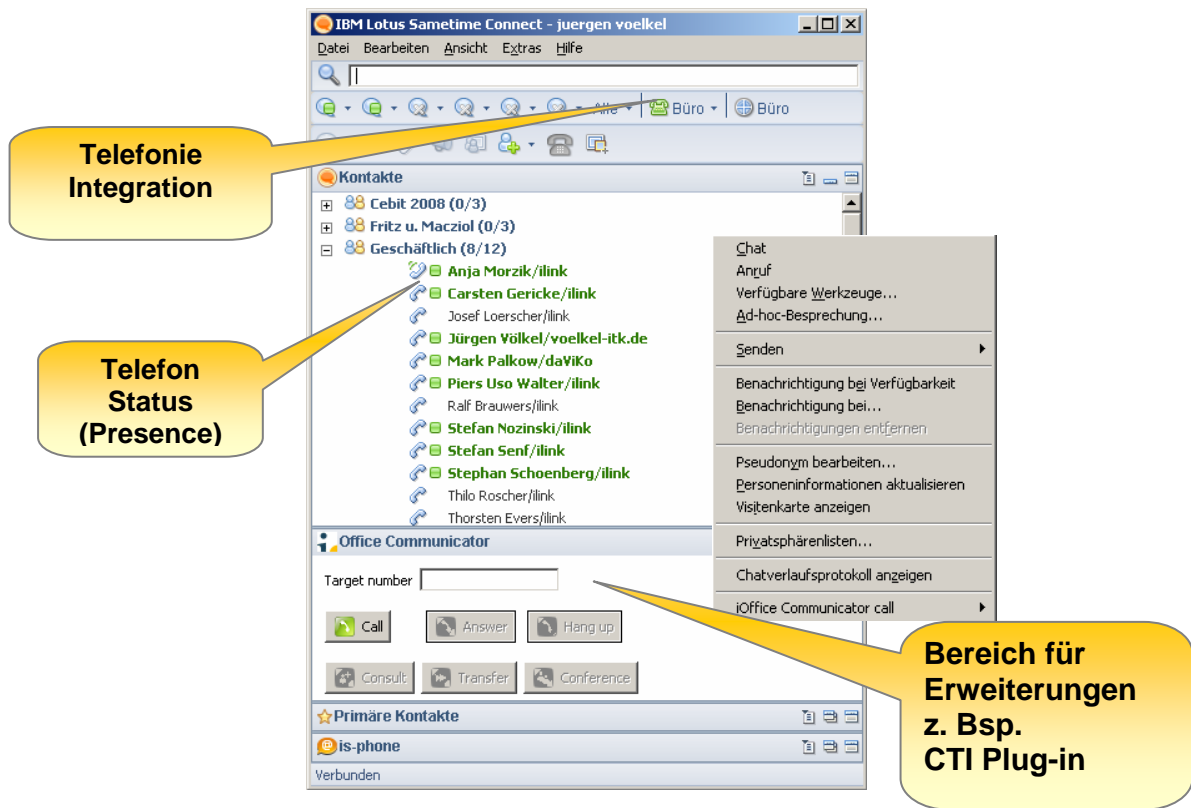 IBM Lotus Sametime Connect - juergen voelkel
Datei Bearbeiten Ansicht Extras Hilfe
Alle Büro Büro
Telefonie
Integration
Kontakte
Cebit 2008 (0/3)
Fritz u. Macziol (0/3)
Geschäftlich (8/12)
Anja Morzik/ilink
Carsten Gericke/ilink
Josef Loerscher/ilink
Jürgen Völkel/voelkel-itk.de
Mark Palkow/daViKo
Piers Uso Walter/ilink
Ralf Brauwers/ilink
Stefan Nozinski/ilink
Stefan Senf/ilink
Stephan Schoenberg/ilink
Thilo Roscher/ilink
Thorsten Evers/ilink
Telefon
Status
(Presence)
Chat
Anruf
Verfügbare Werkzeuge...
Ad-hoc-Besprechung...
Senden
Benachrichtigung bei Verfügbarkeit
Benachrichtigung bei...
Benachrichtigungen entfernen
Pseudonym bearbeiten...
Personeninformationen aktualisieren
Visitenkarte anzeigen
Privatsphärenlisten...
Chatverlaufsprotokoll anzeigen
iOffice Communicator call
Office Communicator
Target number
Call Answer Hang up
Consult Transfer Conference
Bereich für
Erweiterungen
z. Bsp.
CTI Plug-in
Primäre Kontakte
is-phone
Verbunden